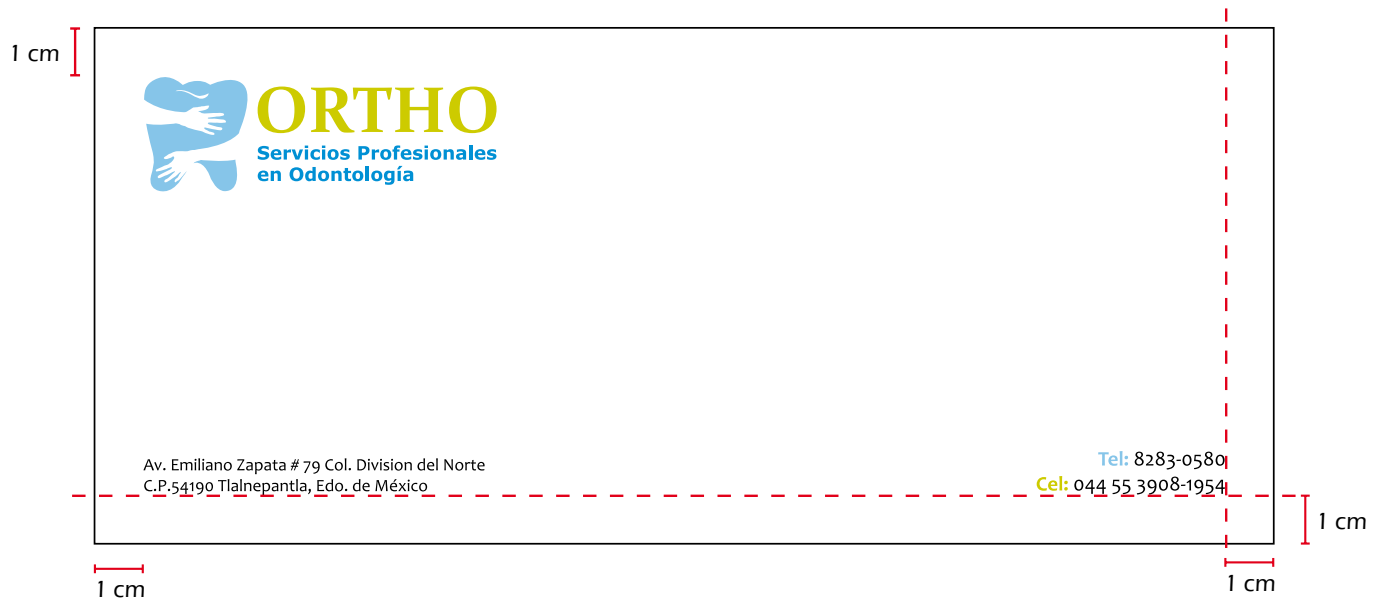 1 cm
ORTHO
Servicios Profesionales
en Odontología
Av. Emiliano Zapata # 79 Col. Division del Norte
C.P.54190 Tlalnepantla, Edo. de México
Tel: 8283-0580
Cel: 044 55 3908-1954
1 cm
1 cm
1 cm